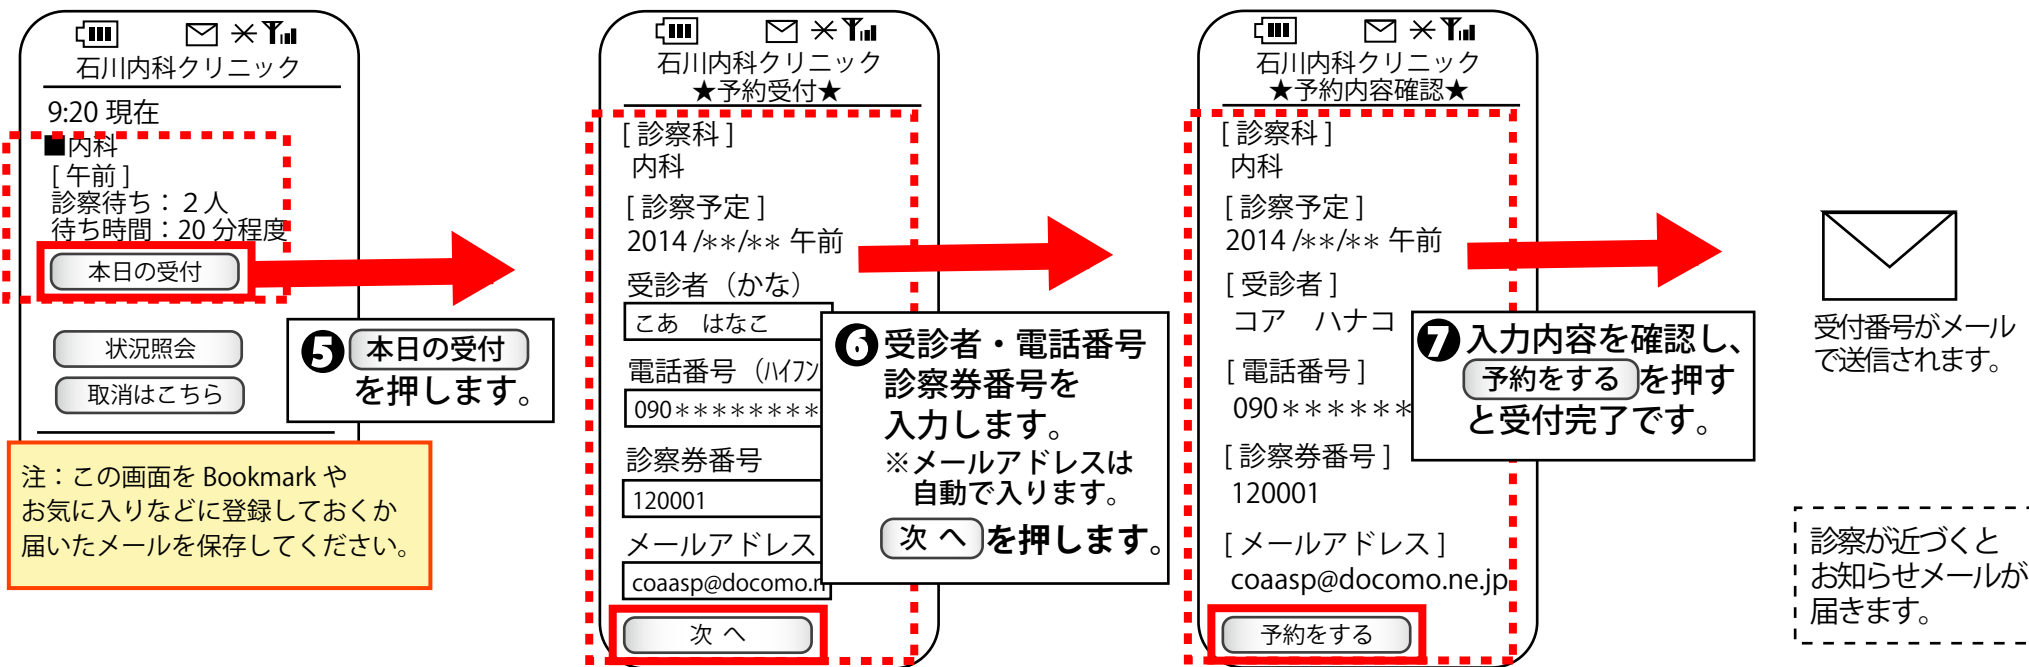 石川内科クリニック
9:20 現在
■内科
[ 午前 ]
診察待ち：２人
待ち時間：20 分程度
本日の受付
状況照会
取消はこちら
注：この画面を Bookmark や
お気に入りなどに登録しておくか
届いたメールを保存してください。
❺ 本日の受付
を押します。
石川内科クリニック
★予約受付★
[ 診察科 ]
内科
[ 診察予定 ]
2014 /**/** 午前
受診者（かな）
こあ　はなこ
電話番号（ハイフン
090********
診察券番号
120001
メールアドレス
coaasp@docomo.n
次 へ
❻ 受診者・電話番号
診察券番号を
入力します。
※メールアドレスは
自動で入ります。
次 へ を押します。
石川内科クリニック
★予約内容確認★
[ 診察科 ]
内科
[ 診察予定 ]
2014 /**/** 午前
[ 受診者 ]
コア　ハナコ
[ 電話番号 ]
090******
[ 診察券番号 ]
120001
[ メールアドレス ]
coaasp@docomo.ne.jp
予約をする
❼ 入力内容を確認し、
予約をする を押す
と受付完了です。
受付番号がメール
で送信されます。
診察が近づくと
お知らせメールが
届きます。